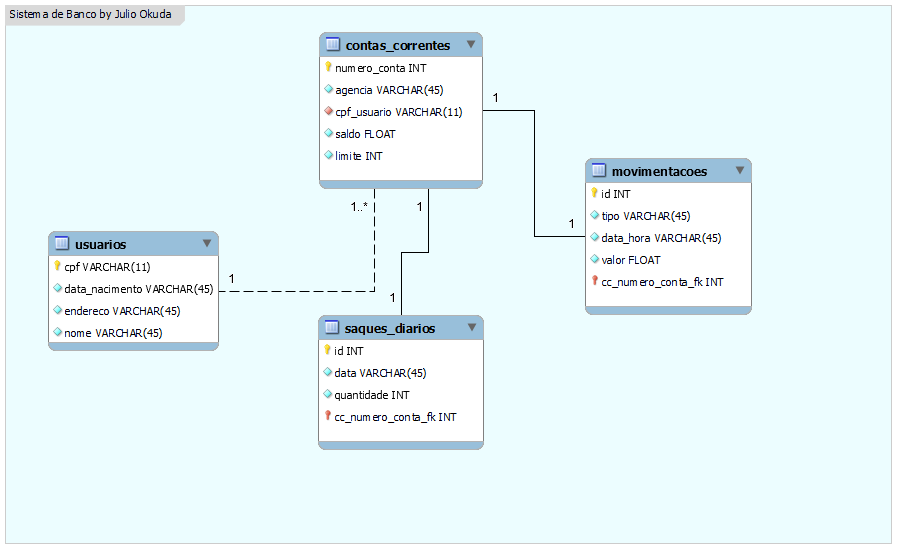 Sistema de Banco by Julio Okuda
contas_correntes
numero_conta INT
agencia VARCHAR(45)
cpf_usuario VARCHAR(11)
saldo FLOAT
limite INT
1
1..*
1
movimentacoes
id INT
tipo VARCHAR(45)
data_hora VARCHAR(45)
valor FLOAT
cc_numero_conta_fk INT
1
usuarios
cpf VARCHAR(11)
data_nacimento VARCHAR(45)
endereco VARCHAR(45)
nome VARCHAR(45)
1
1
saques_diarios
id INT
data VARCHAR(45)
quantidade INT
cc_numero_conta_fk INT